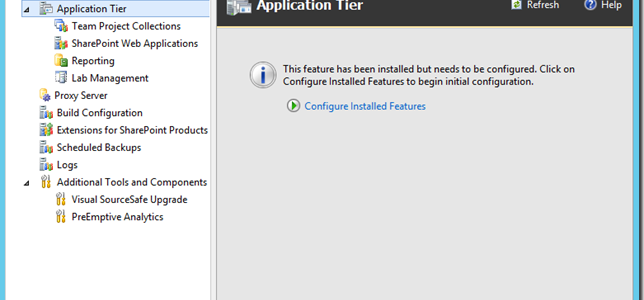 Application Tier
Team Project Collections
SharePoint Web Applications
Reporting
Lab Management
Proxy Server
Build Configuration
Extensions for SharePoint Products
Scheduled Backups
Logs
Additional Tools and Components
Visual SourceSafe Upgrade
PreEmptive Analytics
Application Tier
Refresh
Help
This feature has been installed but needs to be configured. Click on
Configure Installed Features to begin initial configuration.
Configure Installed Features